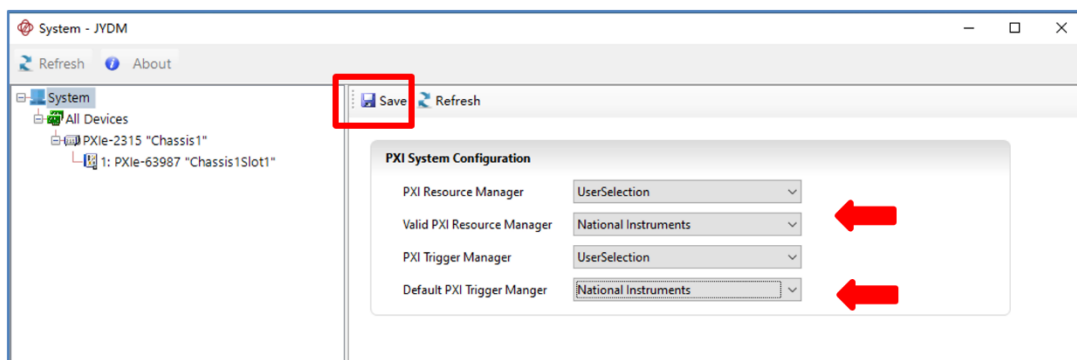 System - JYDM
Refresh About
System
All Devices
PXIe-2315 "Chassis1"
1: PXIe-63987 "Chassis1Slot1"
Save Refresh
PXI System Configuration
PXI Resource Manager UserSelection
Valid PXI Resource Manager National Instruments
PXI Trigger Manager UserSelection
Default PXI Trigger Manger National Instruments